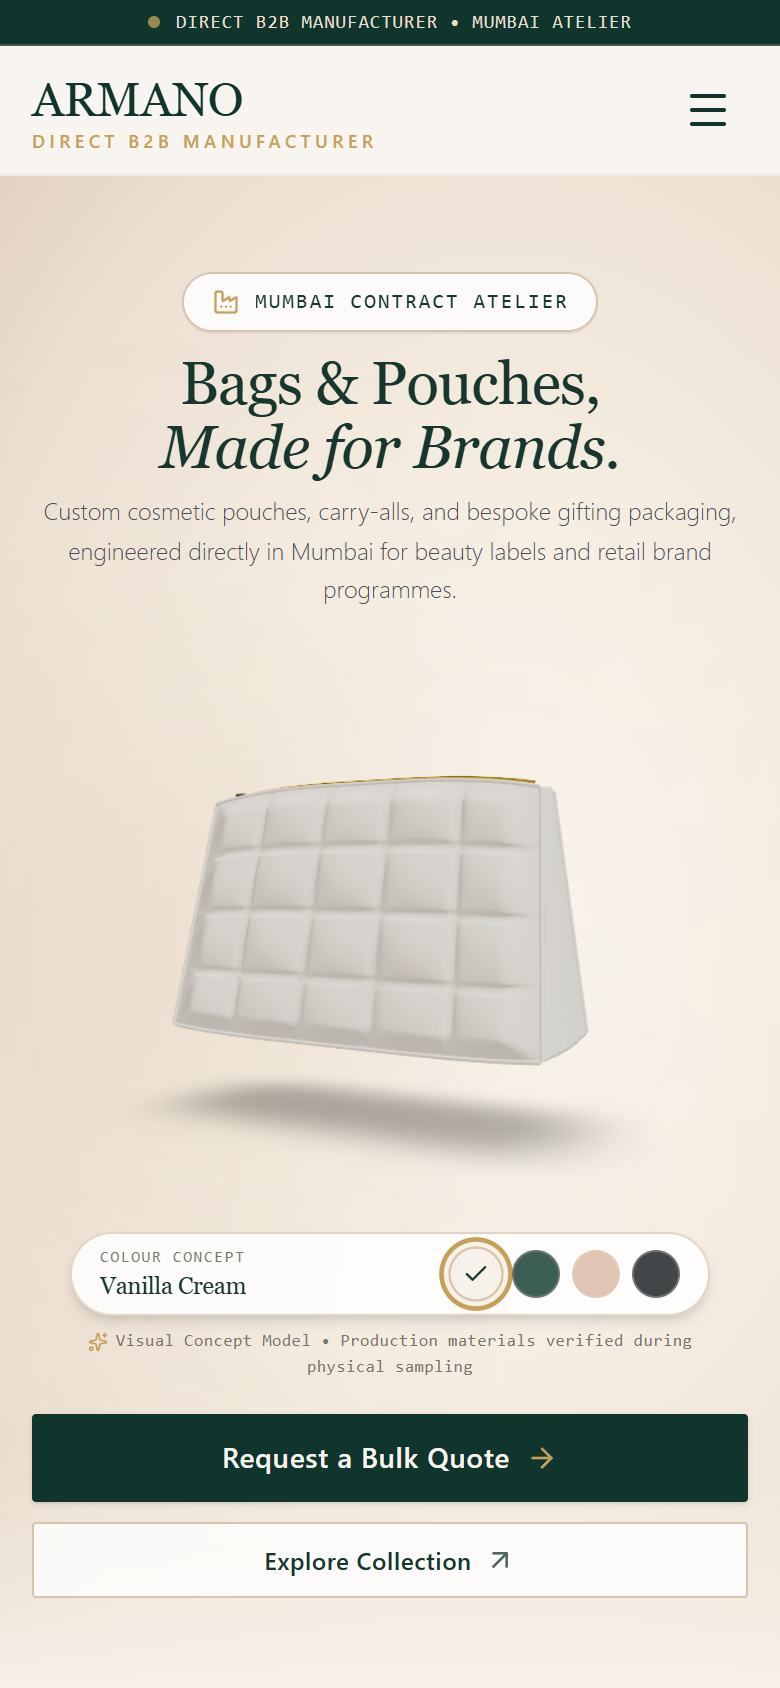 DIRECT B2B MANUFACTURER • MUMBAI ATELIER
ARMANO
DIRECT B2B MANUFACTURER
MUMBAI CONTRACT ATELIER
Bags & Pouches,
Made for Brands.
Custom cosmetic pouches, carry-alls, and bespoke gifting packaging,
engineered directly in Mumbai for beauty labels and retail brand
programmes.
COLOUR CONCEPT
Vanilla Cream
Visual Concept Model • Production materials verified during
physical sampling
Request a Bulk Quote
Explore Collection